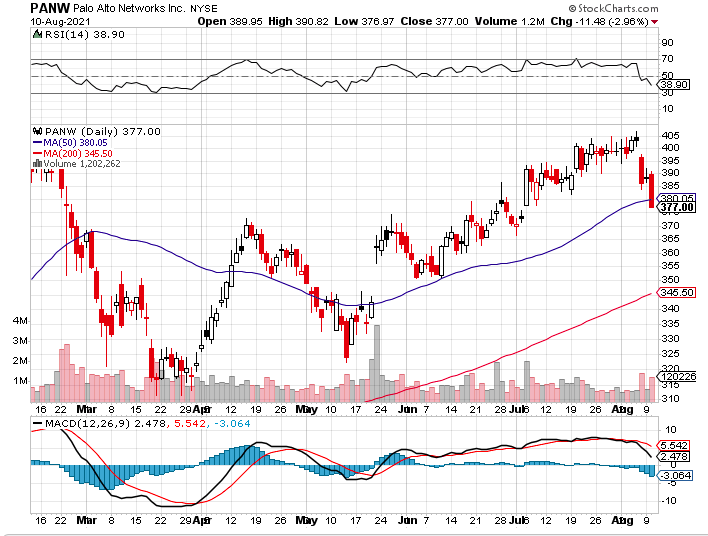 PANW Palo Alto Networks Inc. NYSE © StockCharts.com
10-Aug-2021 Open 389.95 High 390.82 Low 376.97 Close 377.00 Volume 1.2M Chg -11.48 (-2.96%)
RSI(14) 38.90
90
70
50
38.90
30
10
PANW (Daily) 377.00
MA(50) 380.05
MA(200) 345.50
Volume 1,202,262
405
400
395
390
385
380.05
377.00
375
370
365
360
355
350
345.50
340
335
330
325
320
1202262
315
310
4M
3M
2M
1M
16 22 Mar 8 15 22 29 Apr 5 12 19 26 May 10 17 24 Jun 7 14 21 28 Jul 6 12 19 26 Aug 9
MACD(12,26,9) 2.478, 5.542, -3.064
10
5.542
2.478
0
-3.064
-5
-10
16 22 Mar 8 15 22 29 Apr 5 12 19 26 May 10 17 24 Jun 7 14 21 28 Jul 6 12 19 26 Aug 9